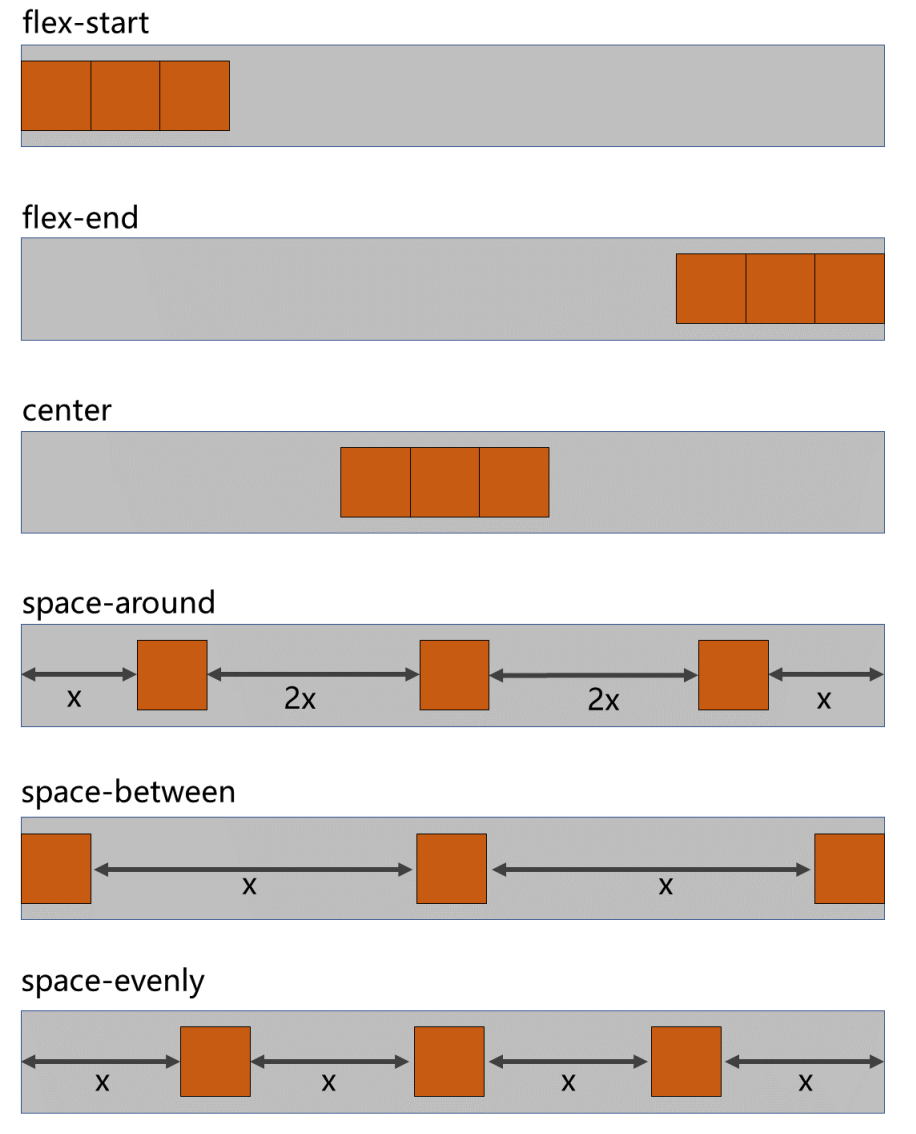 flex-start
flex-end
center
space-around
x 2x 2x x
space-between
x x
space-evenly
x x x x